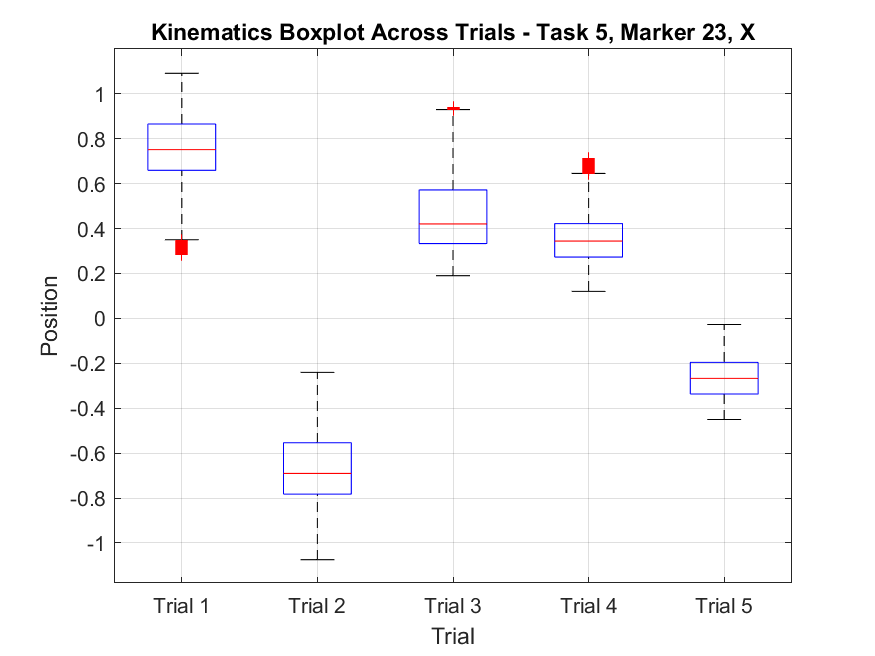 Kinematics Boxplot Across Trials - Task 5, Marker 23, X
Position
1
0.8
0.6
0.4
0.2
0
-0.2
-0.4
-0.6
-0.8
-1
Trial 1 Trial 2 Trial 3 Trial 4 Trial 5
Trial